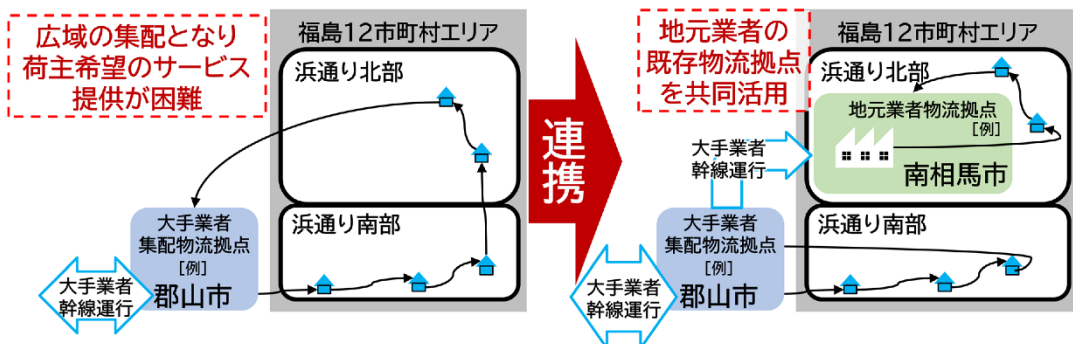 広域の集配となり
荷主希望のサービス
提供が困難
福島12市町村エリア
浜通り北部
浜通り南部
大手業者
集配物流拠点
[例]
郡山市
大手業者
幹線運行
連携
地元業者の
既存物流拠点
を共同活用
福島12市町村エリア
浜通り北部
地元業者物流拠点
[例]
南相馬市
大手業者
幹線運行
浜通り南部
大手業者
集配物流拠点
[例]
郡山市
大手業者
幹線運行